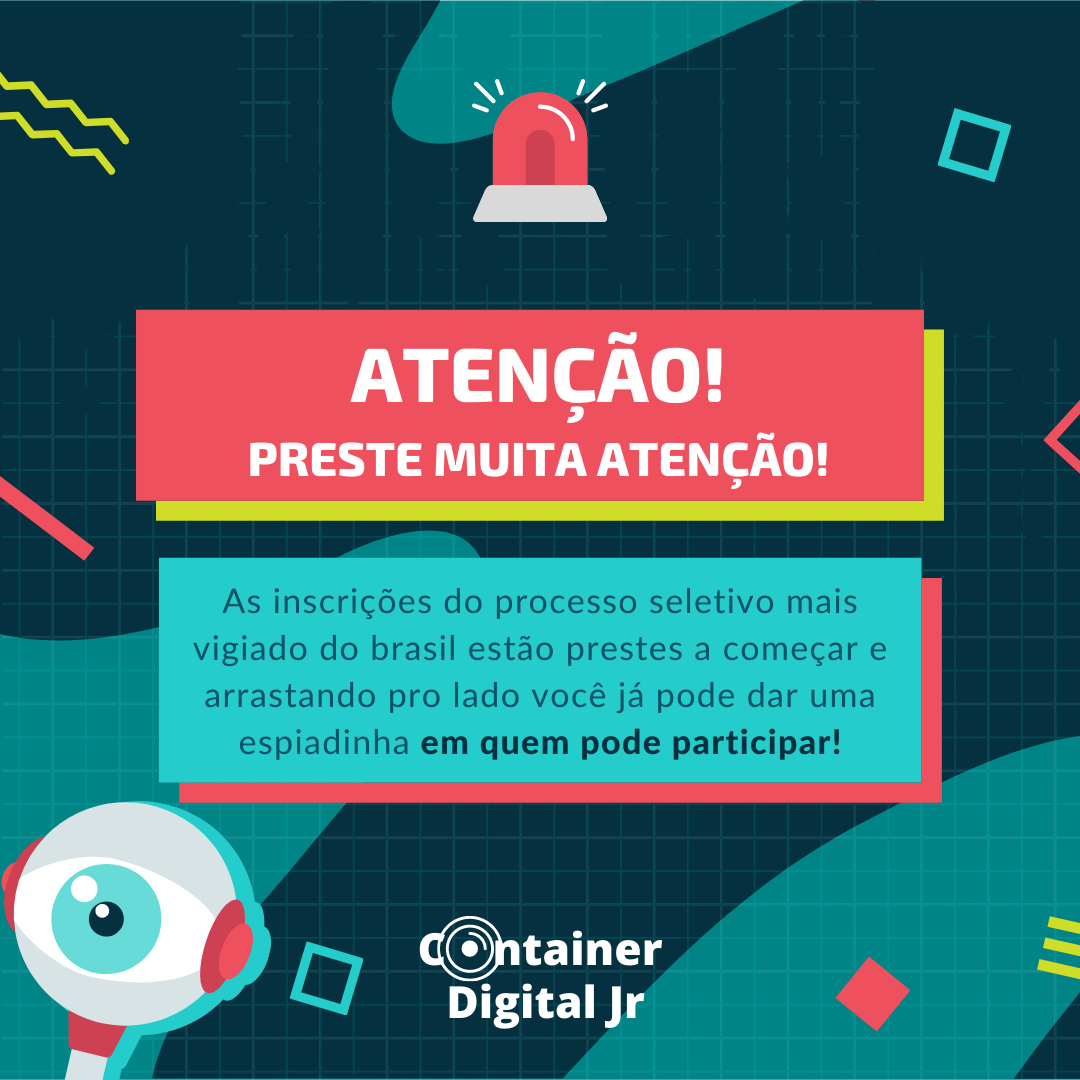 ATENÇÃO!
PRESTE MUITA ATENÇÃO!
As inscrições do processo seletivo mais
vigiado do brasil estão prestes a começar e
arrastando pro lado você já pode dar uma
espiadinha em quem pode participar!
Container
Digital Jr